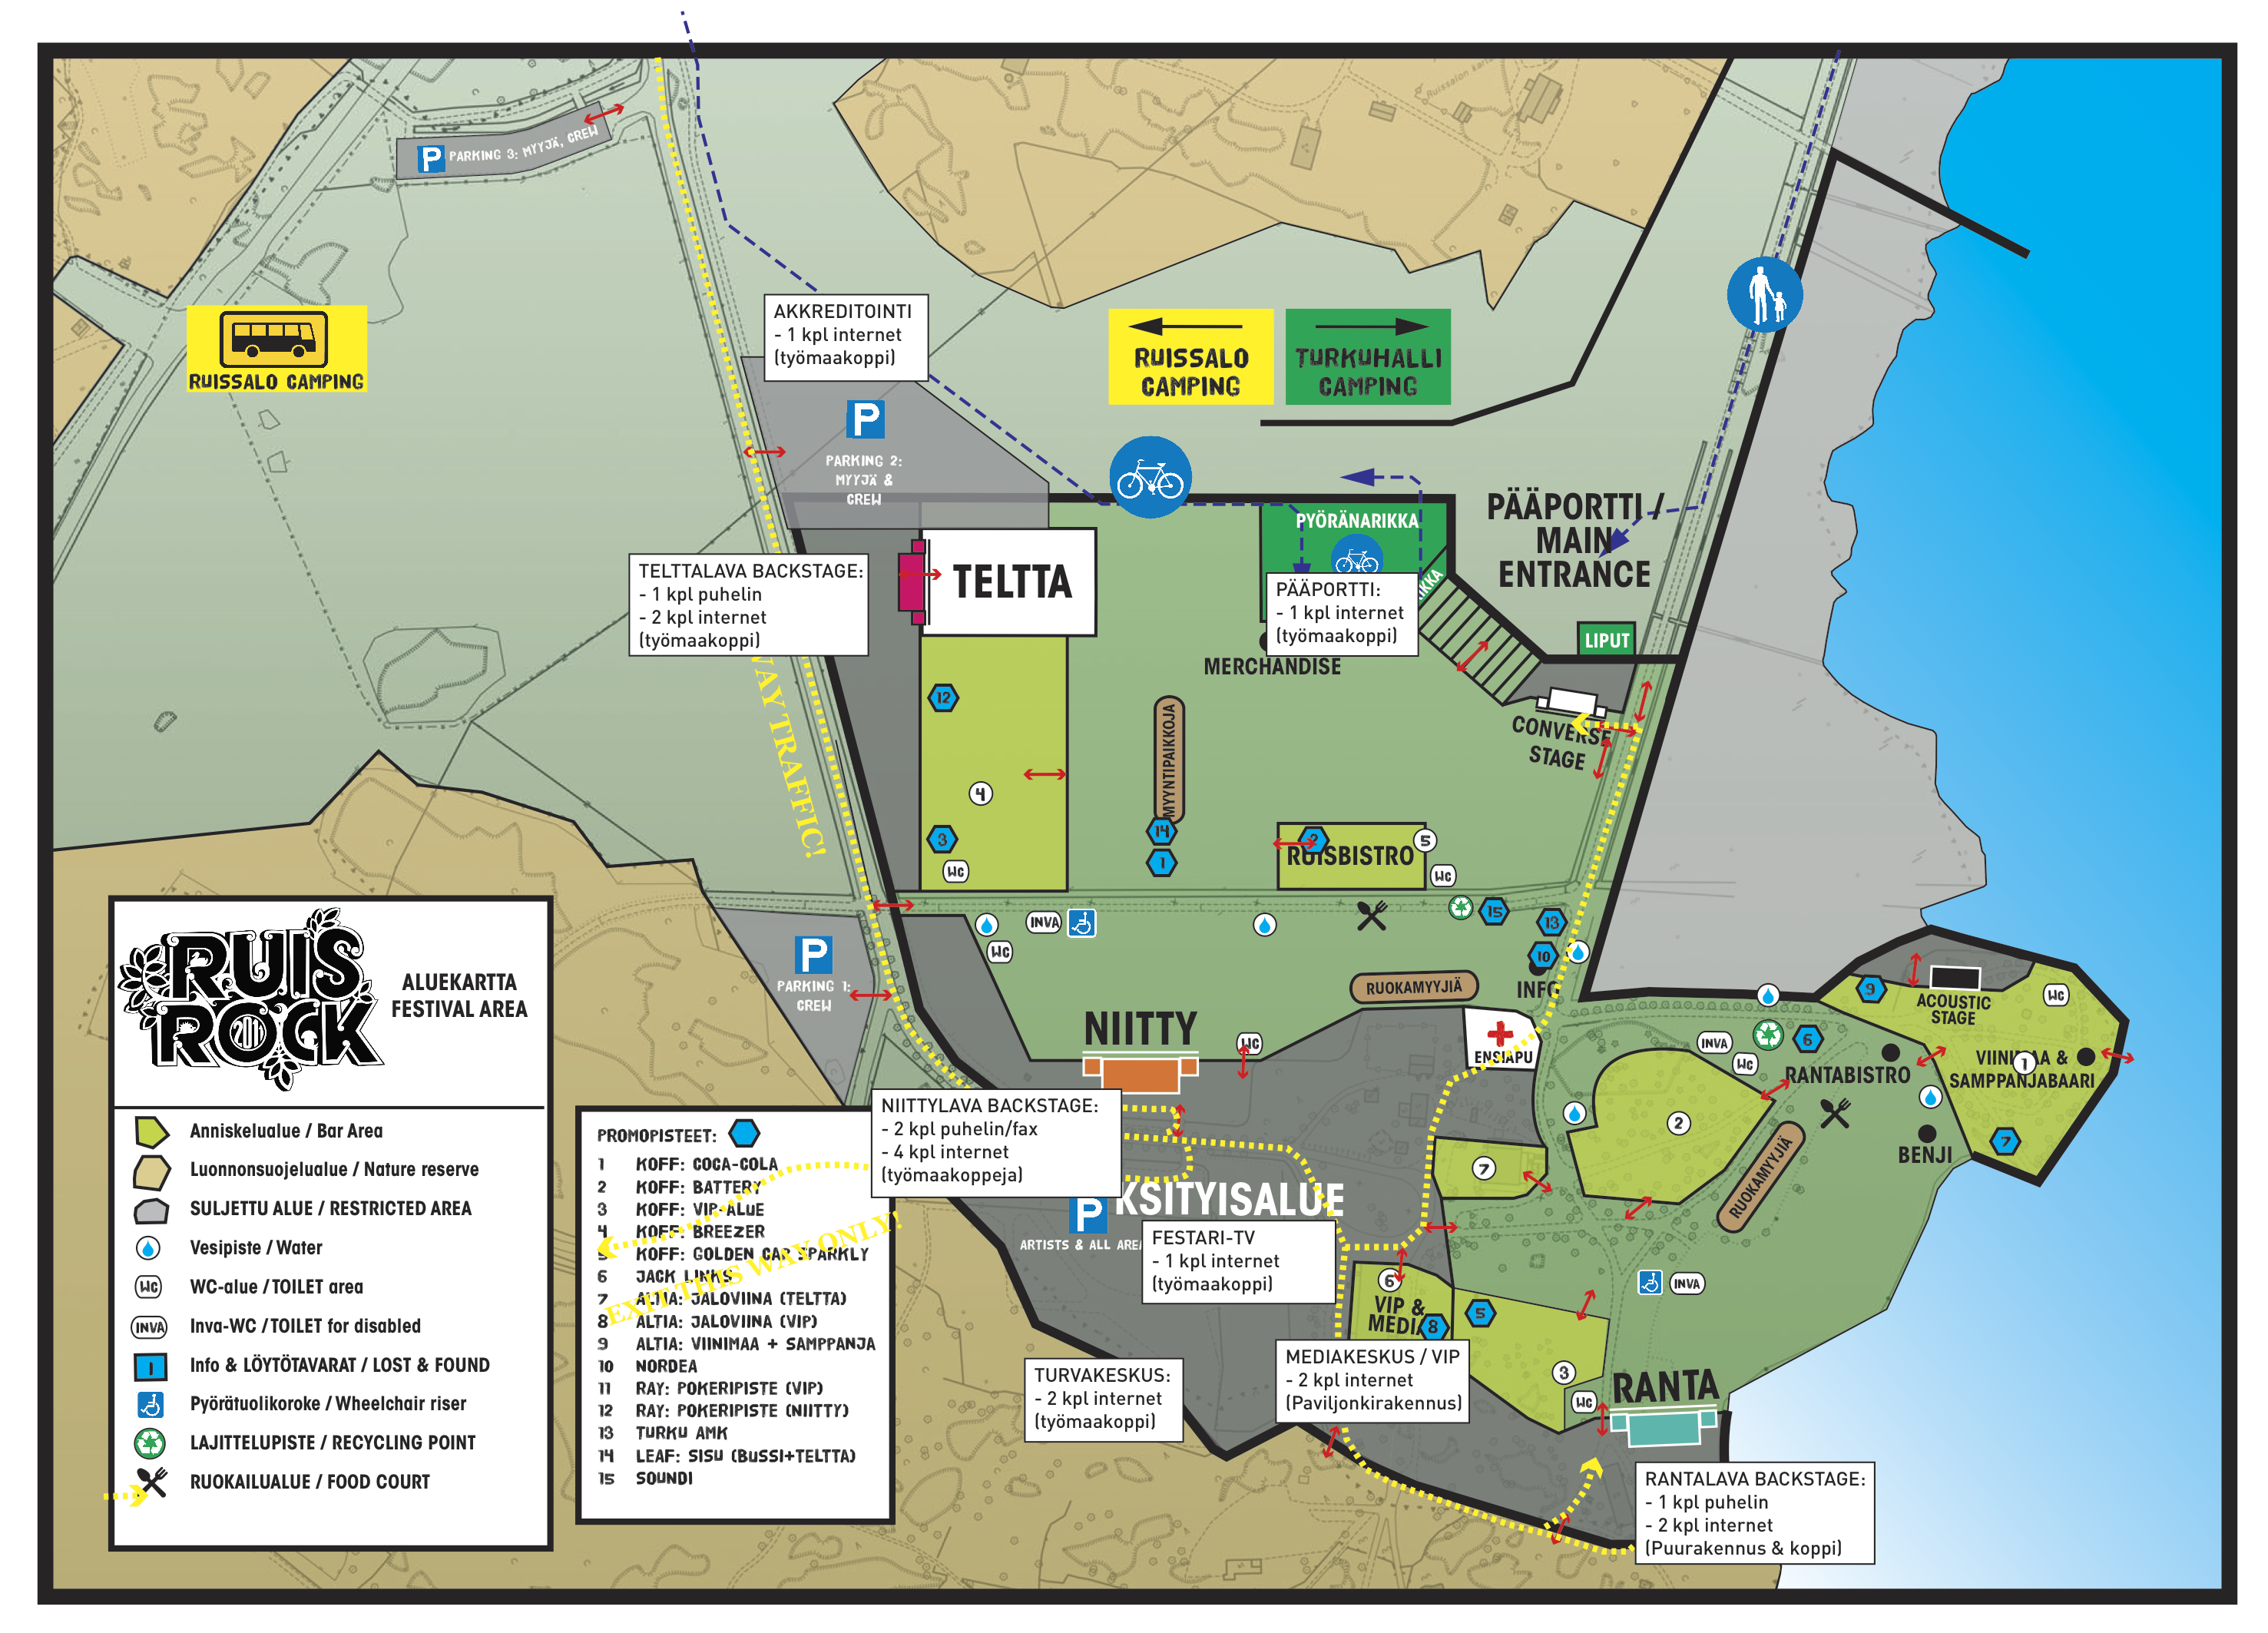 PARKING 3: MYYJÄ, CREW
Ruissalon
RUISSALO CAMPING
AKKREDITOINTI
- 1 kpl internet
(työmaakoppi)
RUISSALO
CAMPING
TURKUHALLI
CAMPING
PARKING 2:
MYYJÄ &
CREW
PYÖRÄNARIKKA
PÄÄPORTTI /
MAIN
ENTRANCE
TELTTALAVA BACKSTAGE:
- 1 kpl puhelin
- 2 kpl internet
(työmaakoppi)
TELTTA
PÄÄPORTTI:
- 1 kpl internet
(työmaakoppi)
LIPUT
MERCHANDISE
WAY TRAFFIC!
12
MYYNTIPAIKKOJA
CONVERSE
STAGE
4
3
WC
14
1
2
RUISBISTRO
5
WC
INVA
WC
15
13
10
INFO
PARKING 1:
CREW
RUOKAMYYJIÄ
NIITTY
WC
ENSIAPU
9
ACOUSTIC
STAGE
WC
INVA
WC
6
RANTABISTRO
VIINIMAA &
SAMPPANJABAARI
1
2
BENJI
7
RUOKAMYYJIÄ
7
NIITTYLAVA BACKSTAGE:
- 2 kpl puhelin/fax
- 4 kpl internet
(työmaakoppeja)
P
KSITYISALUE
ARTISTS & ALL AREA
FESTARI-TV
- 1 kpl internet
(työmaakoppi)
6
VIP &
MEDIA
8
5
3
WC
INVA
RANTA
TURVAKESKUS:
- 2 kpl internet
(työmaakoppi)
MEDIAKESKUS / VIP
- 2 kpl internet
(Paviljonkirakennus)
RANTALAVA BACKSTAGE:
- 1 kpl puhelin
- 2 kpl internet
(Puurakennus & koppi)
RUIS
ROCK
ALUEKARTTA
FESTIVAL AREA
Anniskelualue / Bar Area
Luonnonsuojelualue / Nature reserve
SULJETTU ALUE / RESTRICTED AREA
Vesipiste / Water
WC WC-alue / TOILET area
INVA Inva-WC / TOILET for disabled
1 Info & LÖYTÖTAVARAT / LOST & FOUND
Pyörätuolikoroke / Wheelchair riser
LAJITTELUPISTE / RECYCLING POINT
RUOKAILUALUE / FOOD COURT
PROMOPISTEET:
1 KOFF: COCA-COLA
2 KOFF: BATTERY
3 KOFF: VIP-ALUE
4 KOFF: BREEZER
5 KOFF: GOLDEN CAP SPARKLY
6 JACK LINKS
7 ALTIA: JALOVIINA (TELTTA)
8 ALTIA: JALOVIINA (VIP)
9 ALTIA: VIINIMAA + SAMPPANJA
10 NORDEA
11 RAY: POKERIPISTE (VIP)
12 RAY: POKERIPISTE (NIITTY)
13 TURKU AMK
14 LEAF: SISU (BUSSI+TELTTA)
15 SOUNDI
EXIT THIS WAY ONLY!